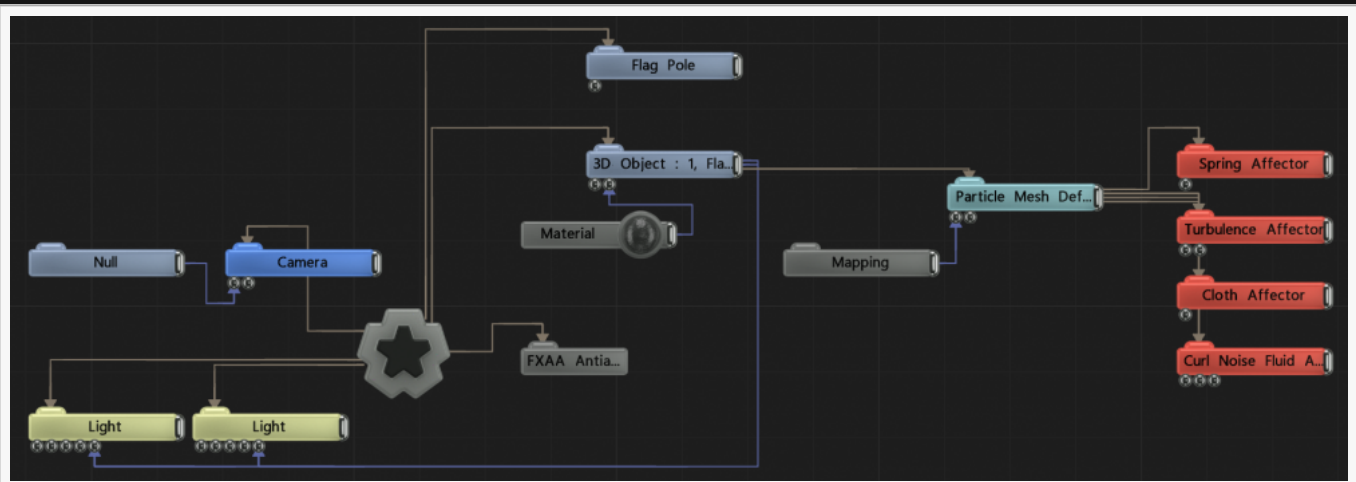 Flag Pole
3D Object : 1, Fla...
Spring Affector
Particle Mesh Def...
Material
Turbulence Affector
Null
Camera
Mapping
Cloth Affector
FXAA Antia...
Curl Noise Fluid A...
Light
Light